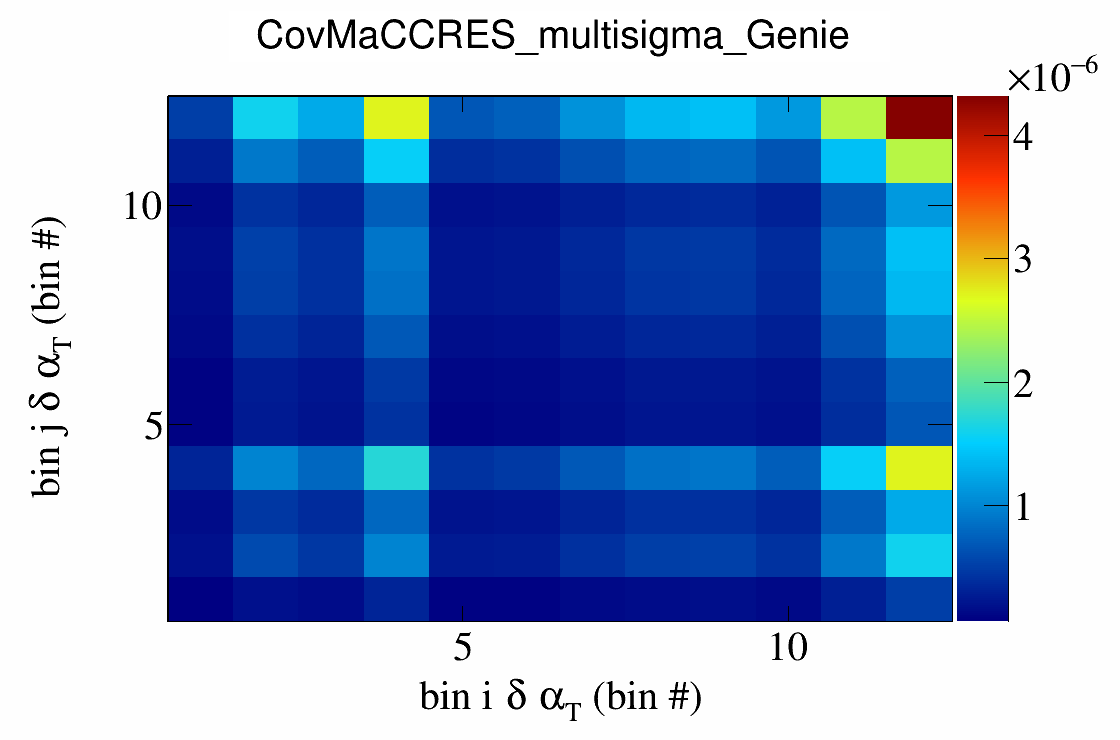 CovMaCCRES_multisigma_Genie
×10⁻⁶
4
3
2
1
10
5
bin j δ α_T (bin #)
5 10
bin i δ α_T (bin #)